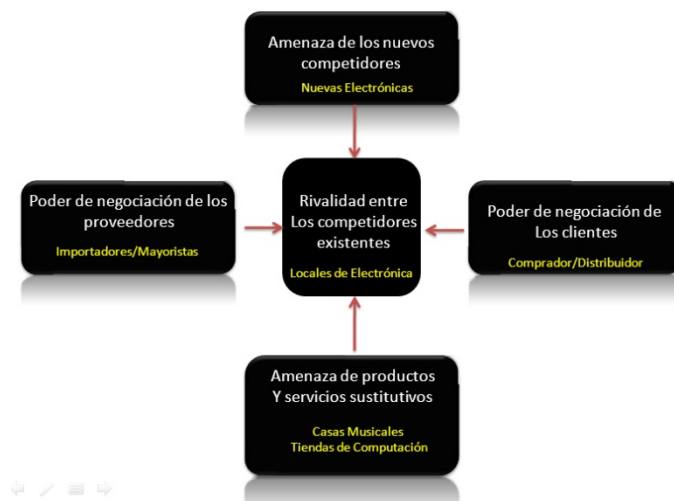 Amenaza de los nuevos
competidores
Nuevas Electrónicas
Poder de negociación de los
proveedores
Importadores/Mayoristas
Rivalidad entre
Los competidores
existentes
Locales de Electrónica
Poder de negociación de
Los clientes
Comprador/Distribuidor
Amenaza de productos
Y servicios sustitutivos
Casas Musicales
Tiendas de Computación